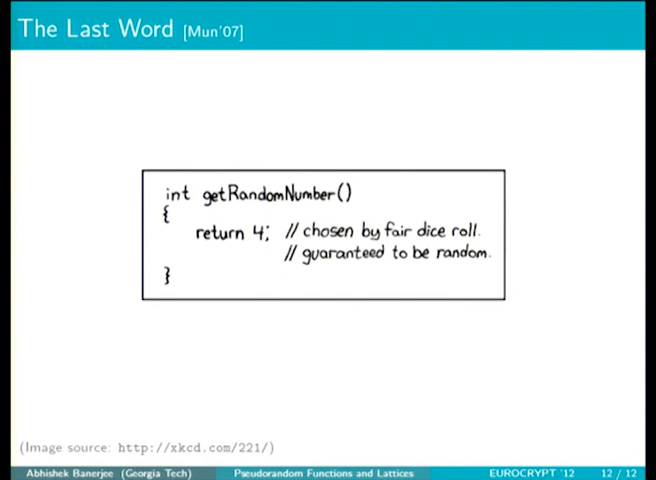 The Last Word [Mun'07]
int getRandomNumber()
{
return 4; // chosen by fair dice roll.
// guaranteed to be random.
}
(Image source: http://xkcd.com/221/)
Abhishek Banerjee (Georgia Tech) Pseudorandom Functions and Lattices EUROCRYPT '12 12 / 12